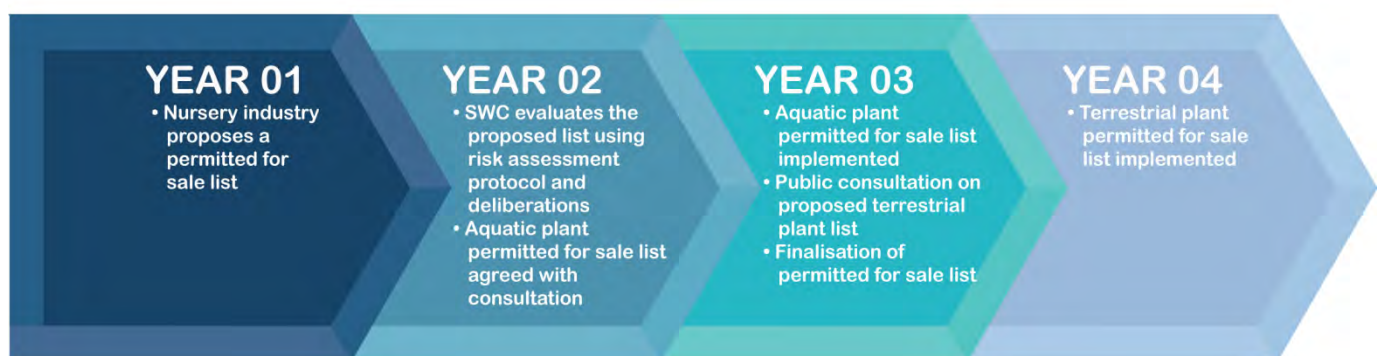 YEAR 01
• Nursery industry
proposes a
permitted for
sale list
YEAR 02
• SWC evaluates the
proposed list using
risk assessment
protocol and
deliberations
• Aquatic plant
permitted for sale list
agreed with
consultation
YEAR 03
• Aquatic plant
permitted for sale list
implemented
• Public consultation on
proposed terrestrial
plant list
• Finalisation of
permitted for sale list
YEAR 04
• Terrestrial plant
permitted for sale
list implemented